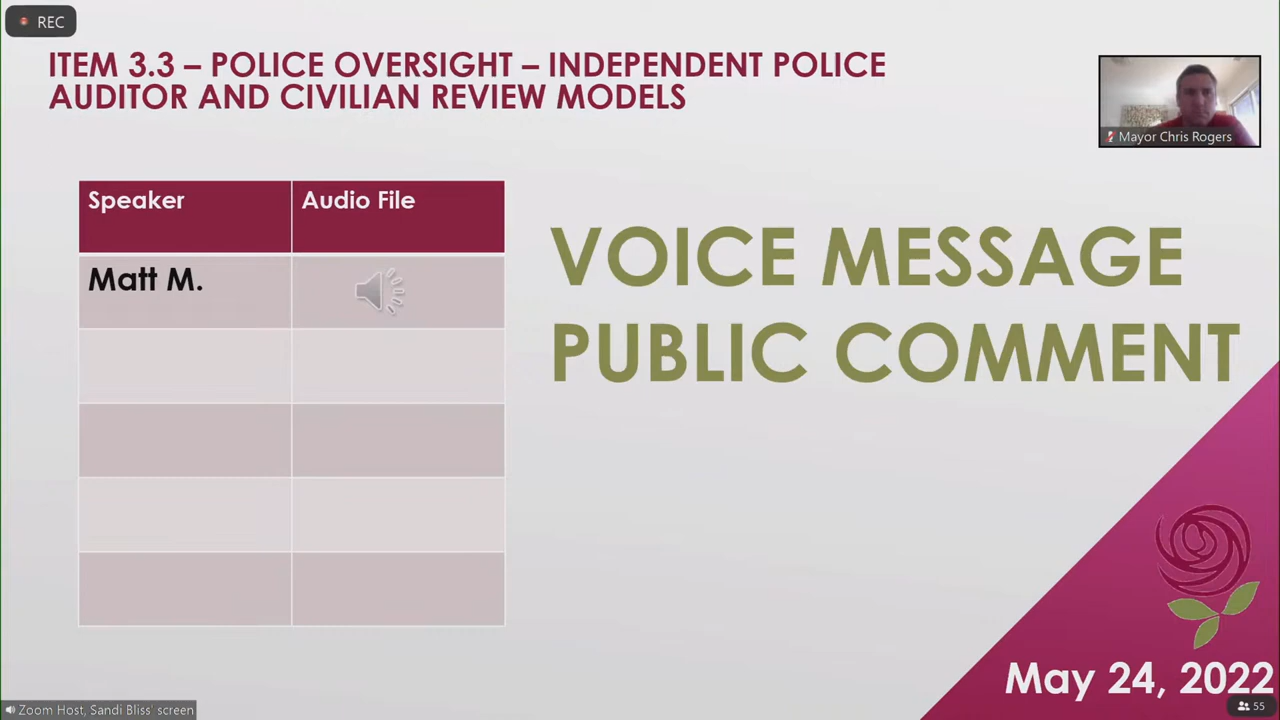 REC
ITEM 3.3 – POLICE OVERSIGHT – INDEPENDENT POLICE
AUDITOR AND CIVILIAN REVIEW MODELS
Mayor Chris Rogers
Speaker
Audio File
Matt M.
VOICE MESSAGE
PUBLIC COMMENT
May 24, 2022
Zoom Host, Sandi Bliss' screen
55